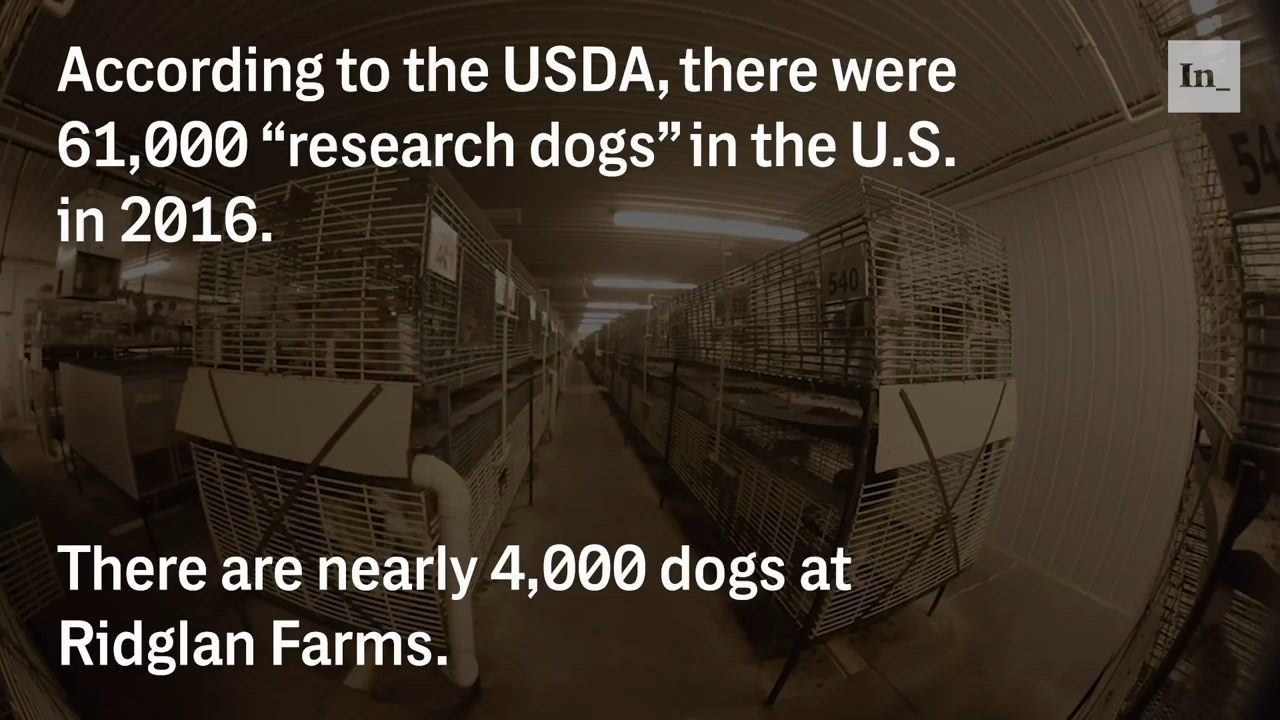 According to the USDA, there were
61,000 “research dogs” in the U.S.
in 2016.
In_
540
There are nearly 4,000 dogs at
Ridglan Farms.